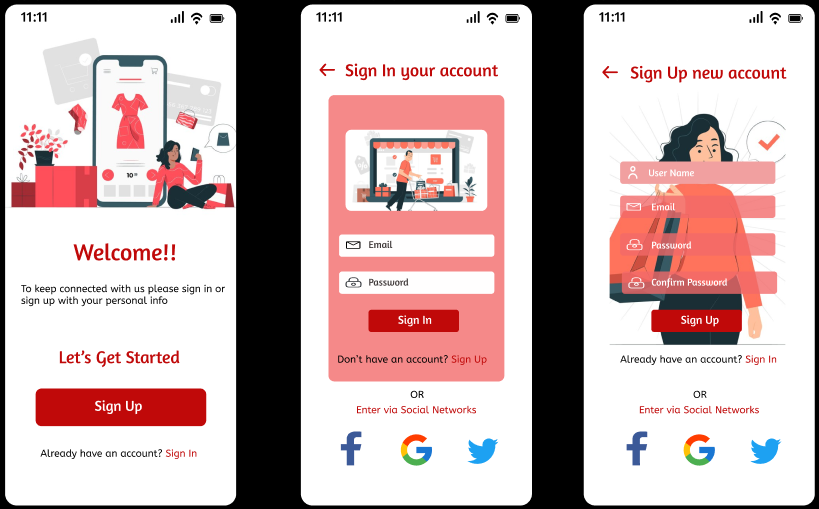 11:11
10
Welcome!!
To keep connected with us please sign in or
sign up with your personal info
Let's Get Started
Sign Up
Already have an account? Sign In
11:11
Sign In your account
Email
Password
Sign In
Don't have an account? Sign Up
OR
Enter via Social Networks
11:11
Sign Up new account
User Name
Email
Password
Confirm Password
Sign Up
Already have an account? Sign In
OR
Enter via Social Networks